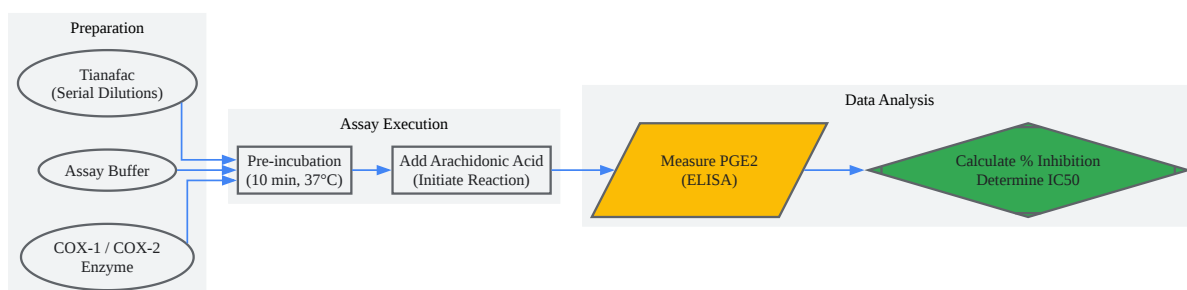 Preparation
Tianafac
(Serial Dilutions)
Assay Buffer
COX-1 / COX-2
Enzyme
Assay Execution
Pre-incubation
(10 min, 37°C)
Add Arachidonic Acid
(Initiate Reaction)
Data Analysis
Measure PGE2
(ELISA)
Calculate % Inhibition
Determine IC50